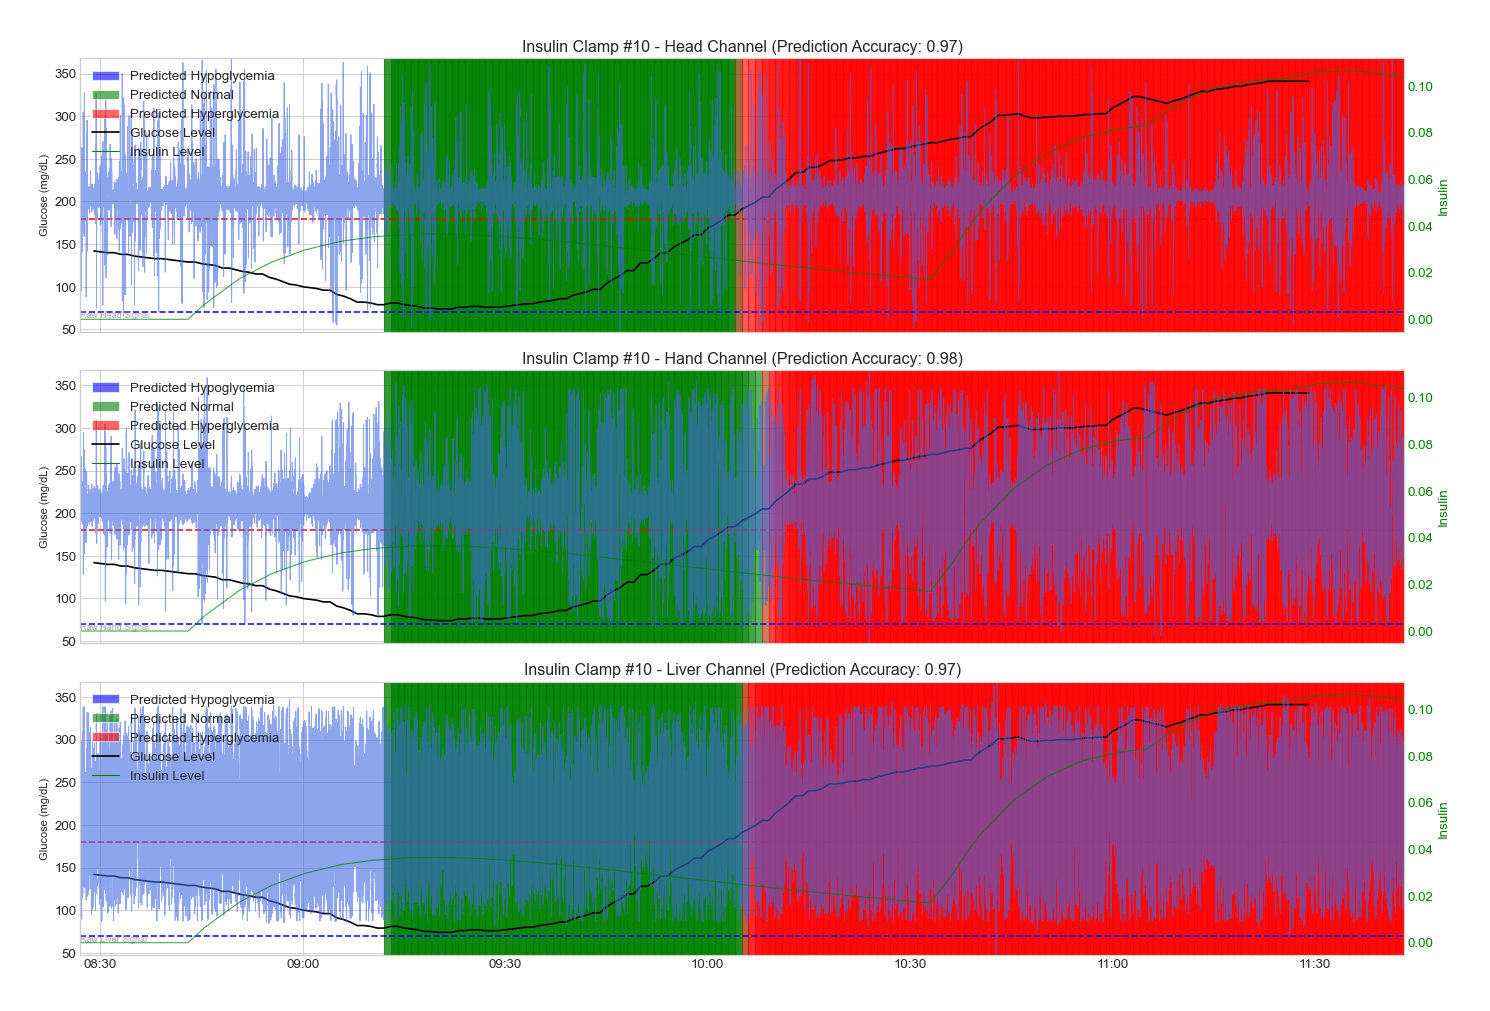 Insulin Clamp #10 - Head Channel (Prediction Accuracy: 0.97)
Predicted Hypoglycemia
Predicted Normal
Predicted Hyperglycemia
Glucose Level
Insulin Level
Glucose (mg/dL)
350
300
250
200
150
100
50
Raw Head Signal
0.10
0.08
0.06
0.04
0.02
0.00
Insulin
Insulin Clamp #10 - Hand Channel (Prediction Accuracy: 0.98)
Predicted Hypoglycemia
Predicted Normal
Predicted Hyperglycemia
Glucose Level
Insulin Level
Glucose (mg/dL)
350
300
250
200
150
100
50
Raw Hand Signal
0.10
0.08
0.06
0.04
0.02
0.00
Insulin
Insulin Clamp #10 - Liver Channel (Prediction Accuracy: 0.97)
Predicted Hypoglycemia
Predicted Normal
Predicted Hyperglycemia
Glucose Level
Insulin Level
Glucose (mg/dL)
350
300
250
200
150
100
50
Raw Liver Signal
0.10
0.08
0.06
0.04
0.02
0.00
Insulin
08:30 09:00 09:30 10:00 10:30 11:00 11:30